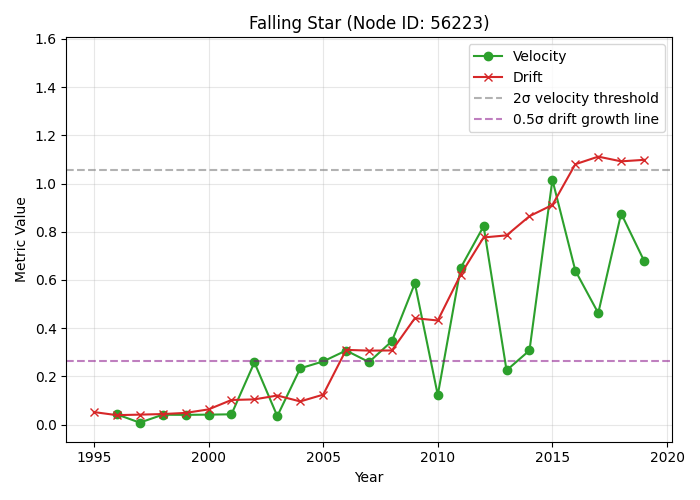 Falling Star (Node ID: 56223)
Velocity
Drift
2σ velocity threshold
0.5σ drift growth line
Metric Value
1.6
1.4
1.2
1.0
0.8
0.6
0.4
0.2
0.0
1995
2000
2005
2010
2015
2020
Year